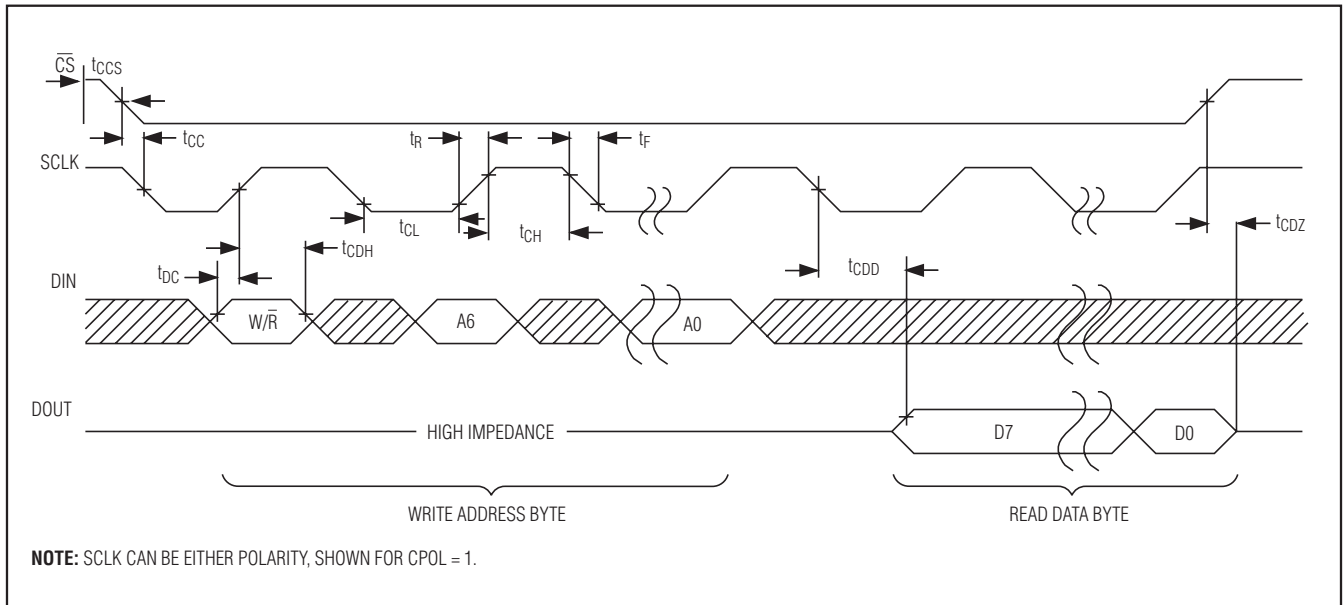 C̅S̅ tCCS
tCC
tR
tF
SCLK
tCL
tCH
tCDH
tCDZ
tDC
tCDD
DIN
W/R̅
A6
A0
DOUT
HIGH IMPEDANCE
D7
D0
WRITE ADDRESS BYTE
READ DATA BYTE
NOTE: SCLK CAN BE EITHER POLARITY, SHOWN FOR CPOL = 1.